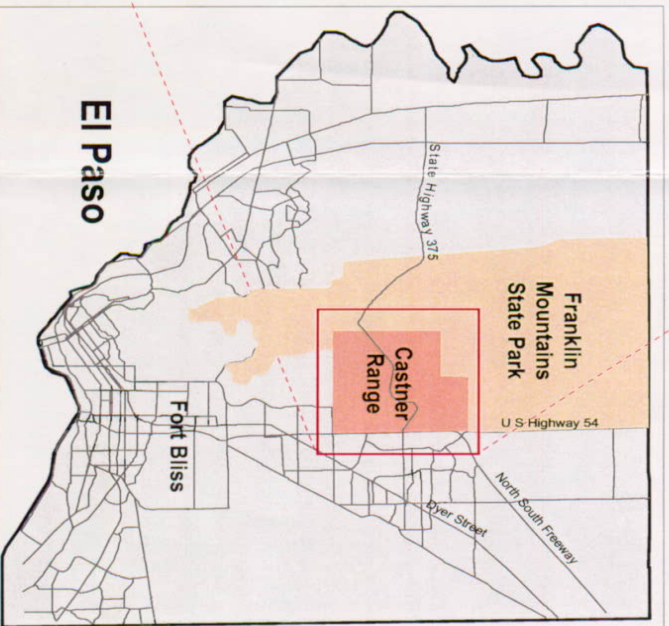 Franklin
Mountains
State Park
State Highway 375
Castner
Range
U S Highway 54
North South Freeway
Dyer Street
Fort Bliss
El Paso